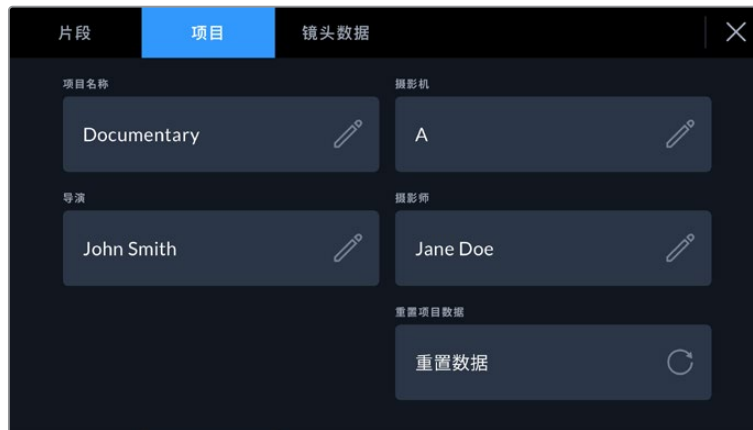 片段 项目 镜头数据
项目名称 摄影机
Documentary A
导演 摄影师
John Smith Jane Doe
重置项目数据
重置数据